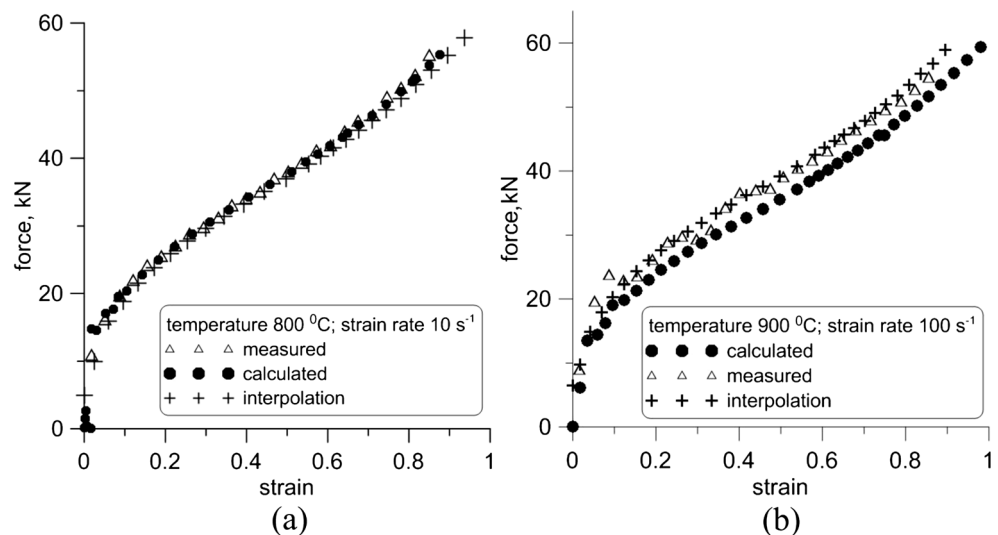 60
40
20
0
force, kN
temperature 800 ⁰C; strain rate 10 s⁻¹
measured
calculated
interpolation
0 0.2 0.4 0.6 0.8 1
strain
(a)
60
40
20
0
force,kN
temperature 900 ⁰C; strain rate 100 s⁻¹
calculated
measured
interpolation
0 0.2 0.4 0.6 0.8 1
strain
(b)